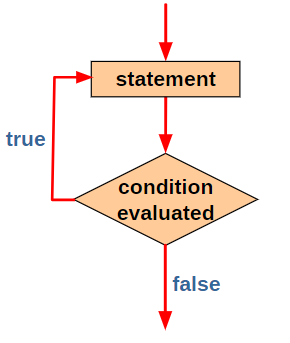 statement
true
condition
evaluated
false